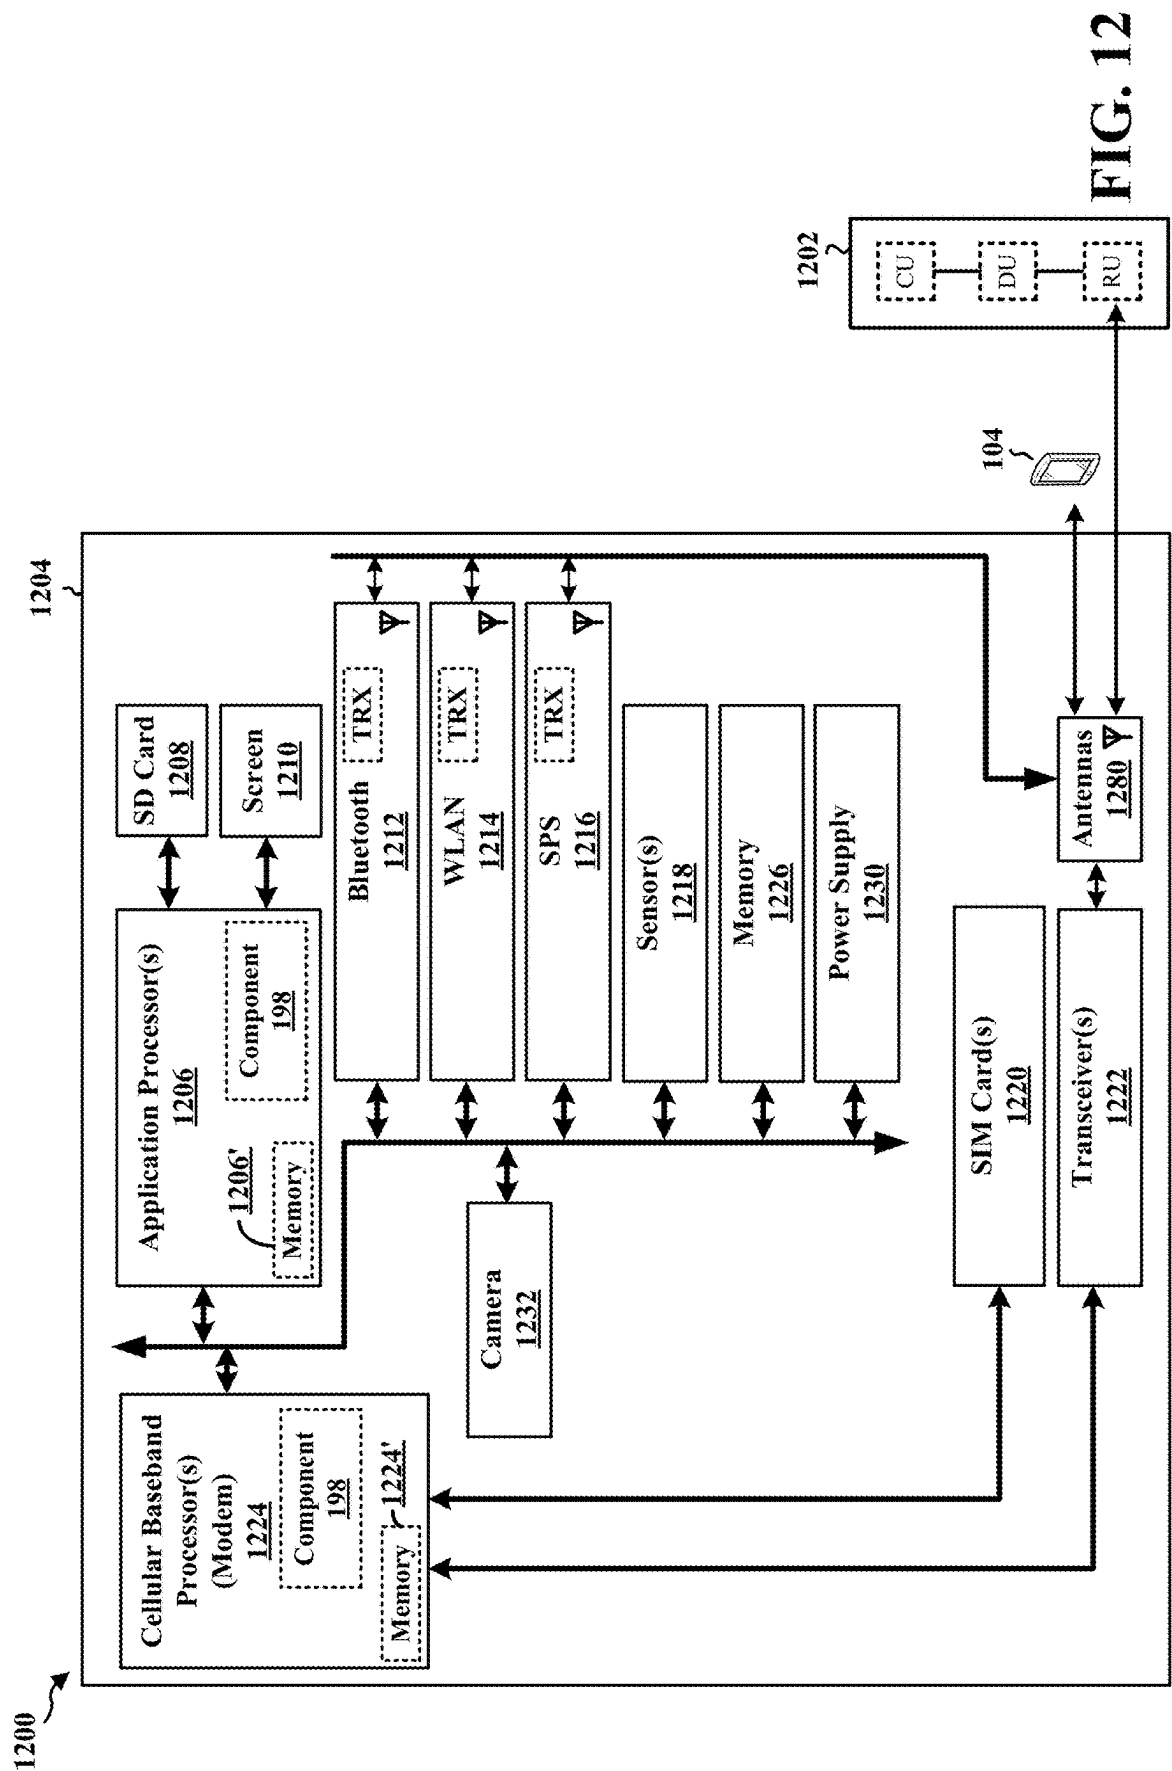 1200
1204
Cellular Baseband
Processor(s)
(Modem)
1224
Component
198
Memory
1224'
Application Processor(s)
1206
1206'
Memory
Component
198
SD Card
1208
Screen
1210
Camera
1232
Bluetooth
1212
TRX
WLAN
1214
TRX
SPS
1216
TRX
Sensor(s)
1218
Memory
1226
Power Supply
1230
SIM Card(s)
1220
Transceiver(s)
1222
Antennas
1280
104
1202
CU
DU
RU
FIG. 12